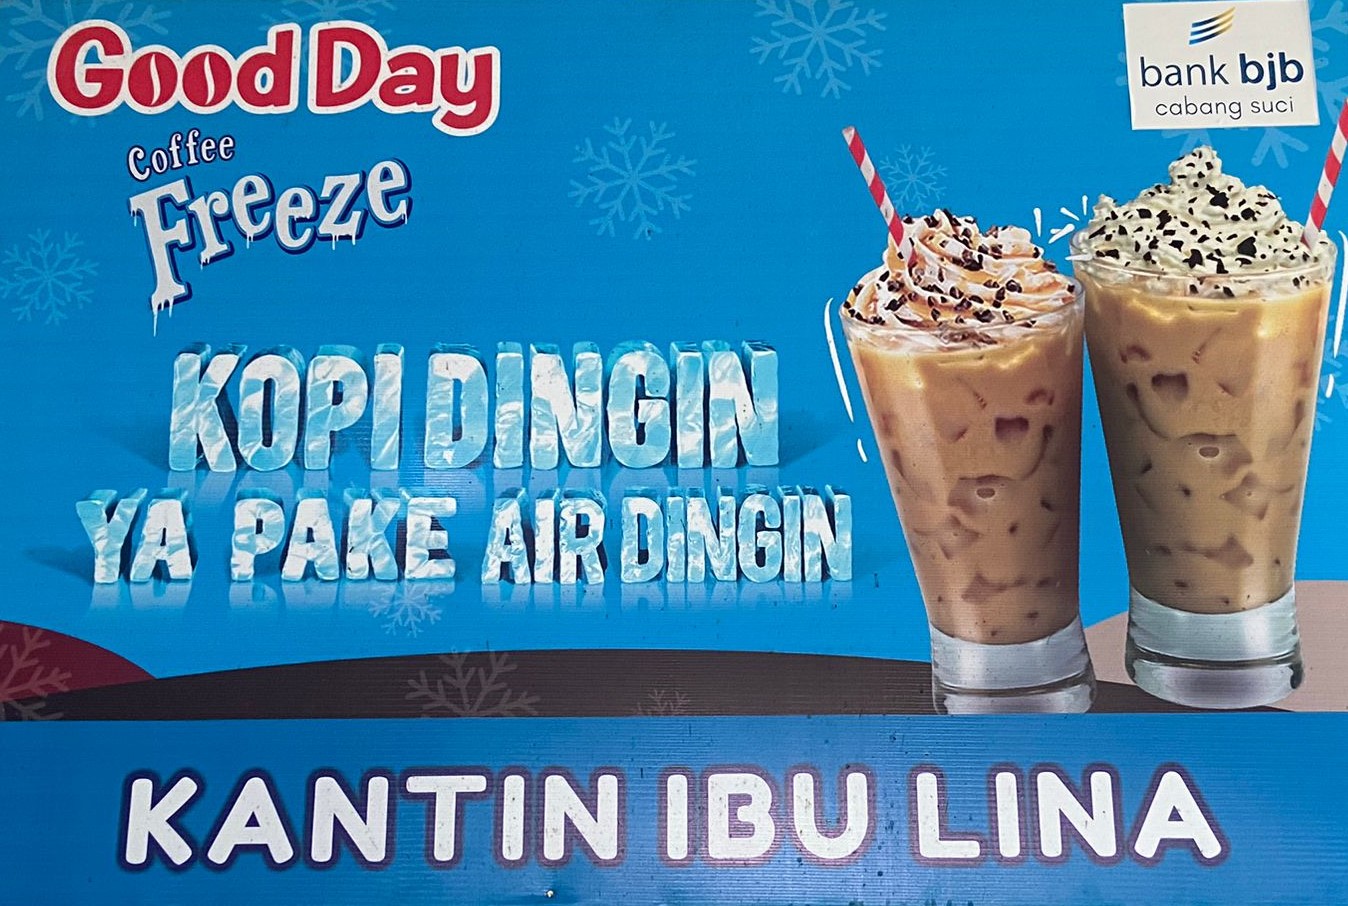 Good Day
Coffee
Freeze
bank bjb
cabang suci
KOPI DINGIN
YA PAKE AIR DINGIN
KANTIN IBU LINA